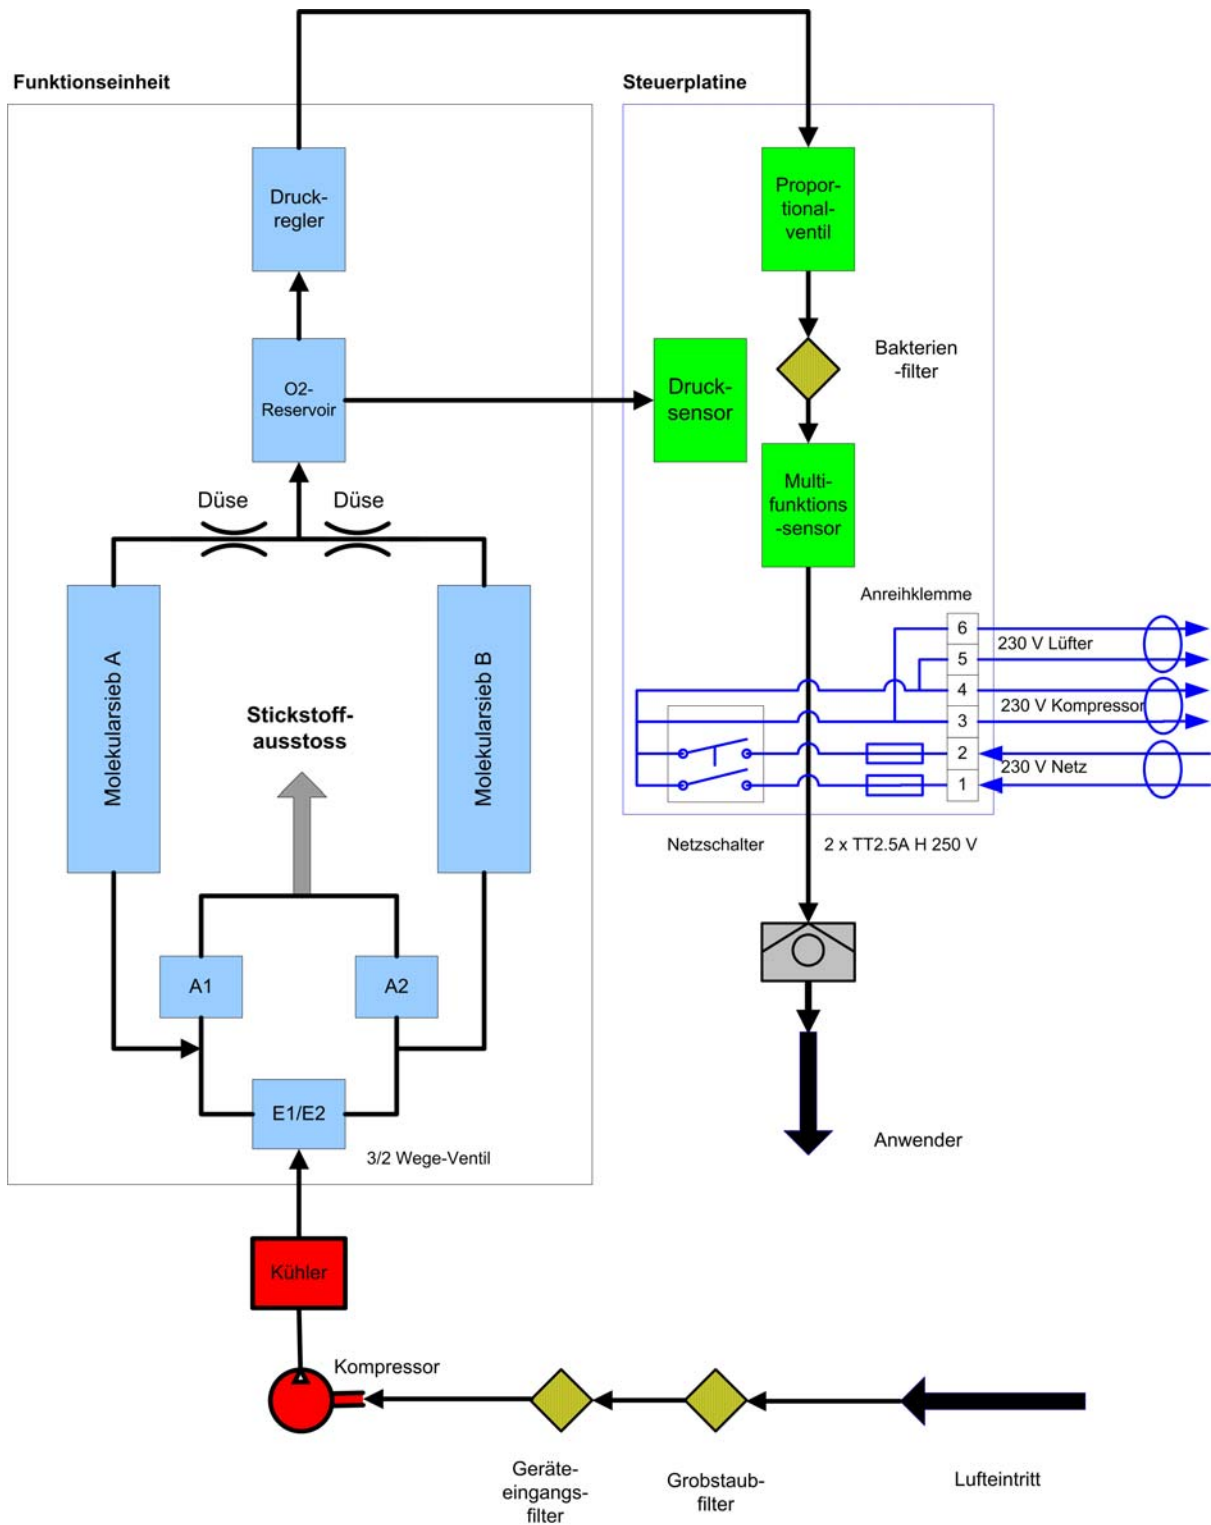 Funktionseinheit
Steuerplatine
Druck-
regler
Propor-
tional-
ventil
O2-
Reservoir
Druck-
sensor
Bakterien
-filter
Multi-
funktions
-sensor
Düse
Düse
Molekularsieb A
Molekularsieb B
Stickstoff-
ausstoss
Anreihklemme
6
5
4
3
2
1
230 V Lüfter
230 V Kompressor
230 V Netz
Netzschalter
2 x TT2.5A H 250 V
A1
A2
E1/E2
3/2 Wege-Ventil
Anwender
Kühler
Kompressor
Geräte-
eingangs-
filter
Grobstaub-
filter
Lufteintritt